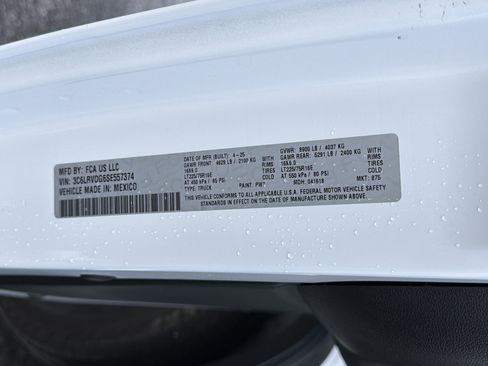 MFD BY: FCA US LLC
VIN: 3C6LRVDG6SE557374
VEHICLE MADE IN: MEXICO
DATE OF MFR (BUILT): 4-25
GAWR FRONT: 4629 LB / 2100 KG
16X6.0 RIMS
LT225/75R16E TIRES
AT 450 kPa / 65 PSI COLD
TYPE: TRUCK PAINT: PW7
GVWR: 8900 LB / 4037 KG
GAWR REAR: 5291 LB / 2400 KG
16X6.0 RIMS
LT225/75R16E TIRES
AT 550 kPa / 80 PSI COLD
MDH: 041618 MKT: 875
THIS VEHICLE CONFORMS TO ALL APPLICABLE U.S.A. FEDERAL MOTOR VEHICLE SAFETY
STANDARDS IN EFFECT ON THE DATE OF MANUFACTURE SHOWN ABOVE.